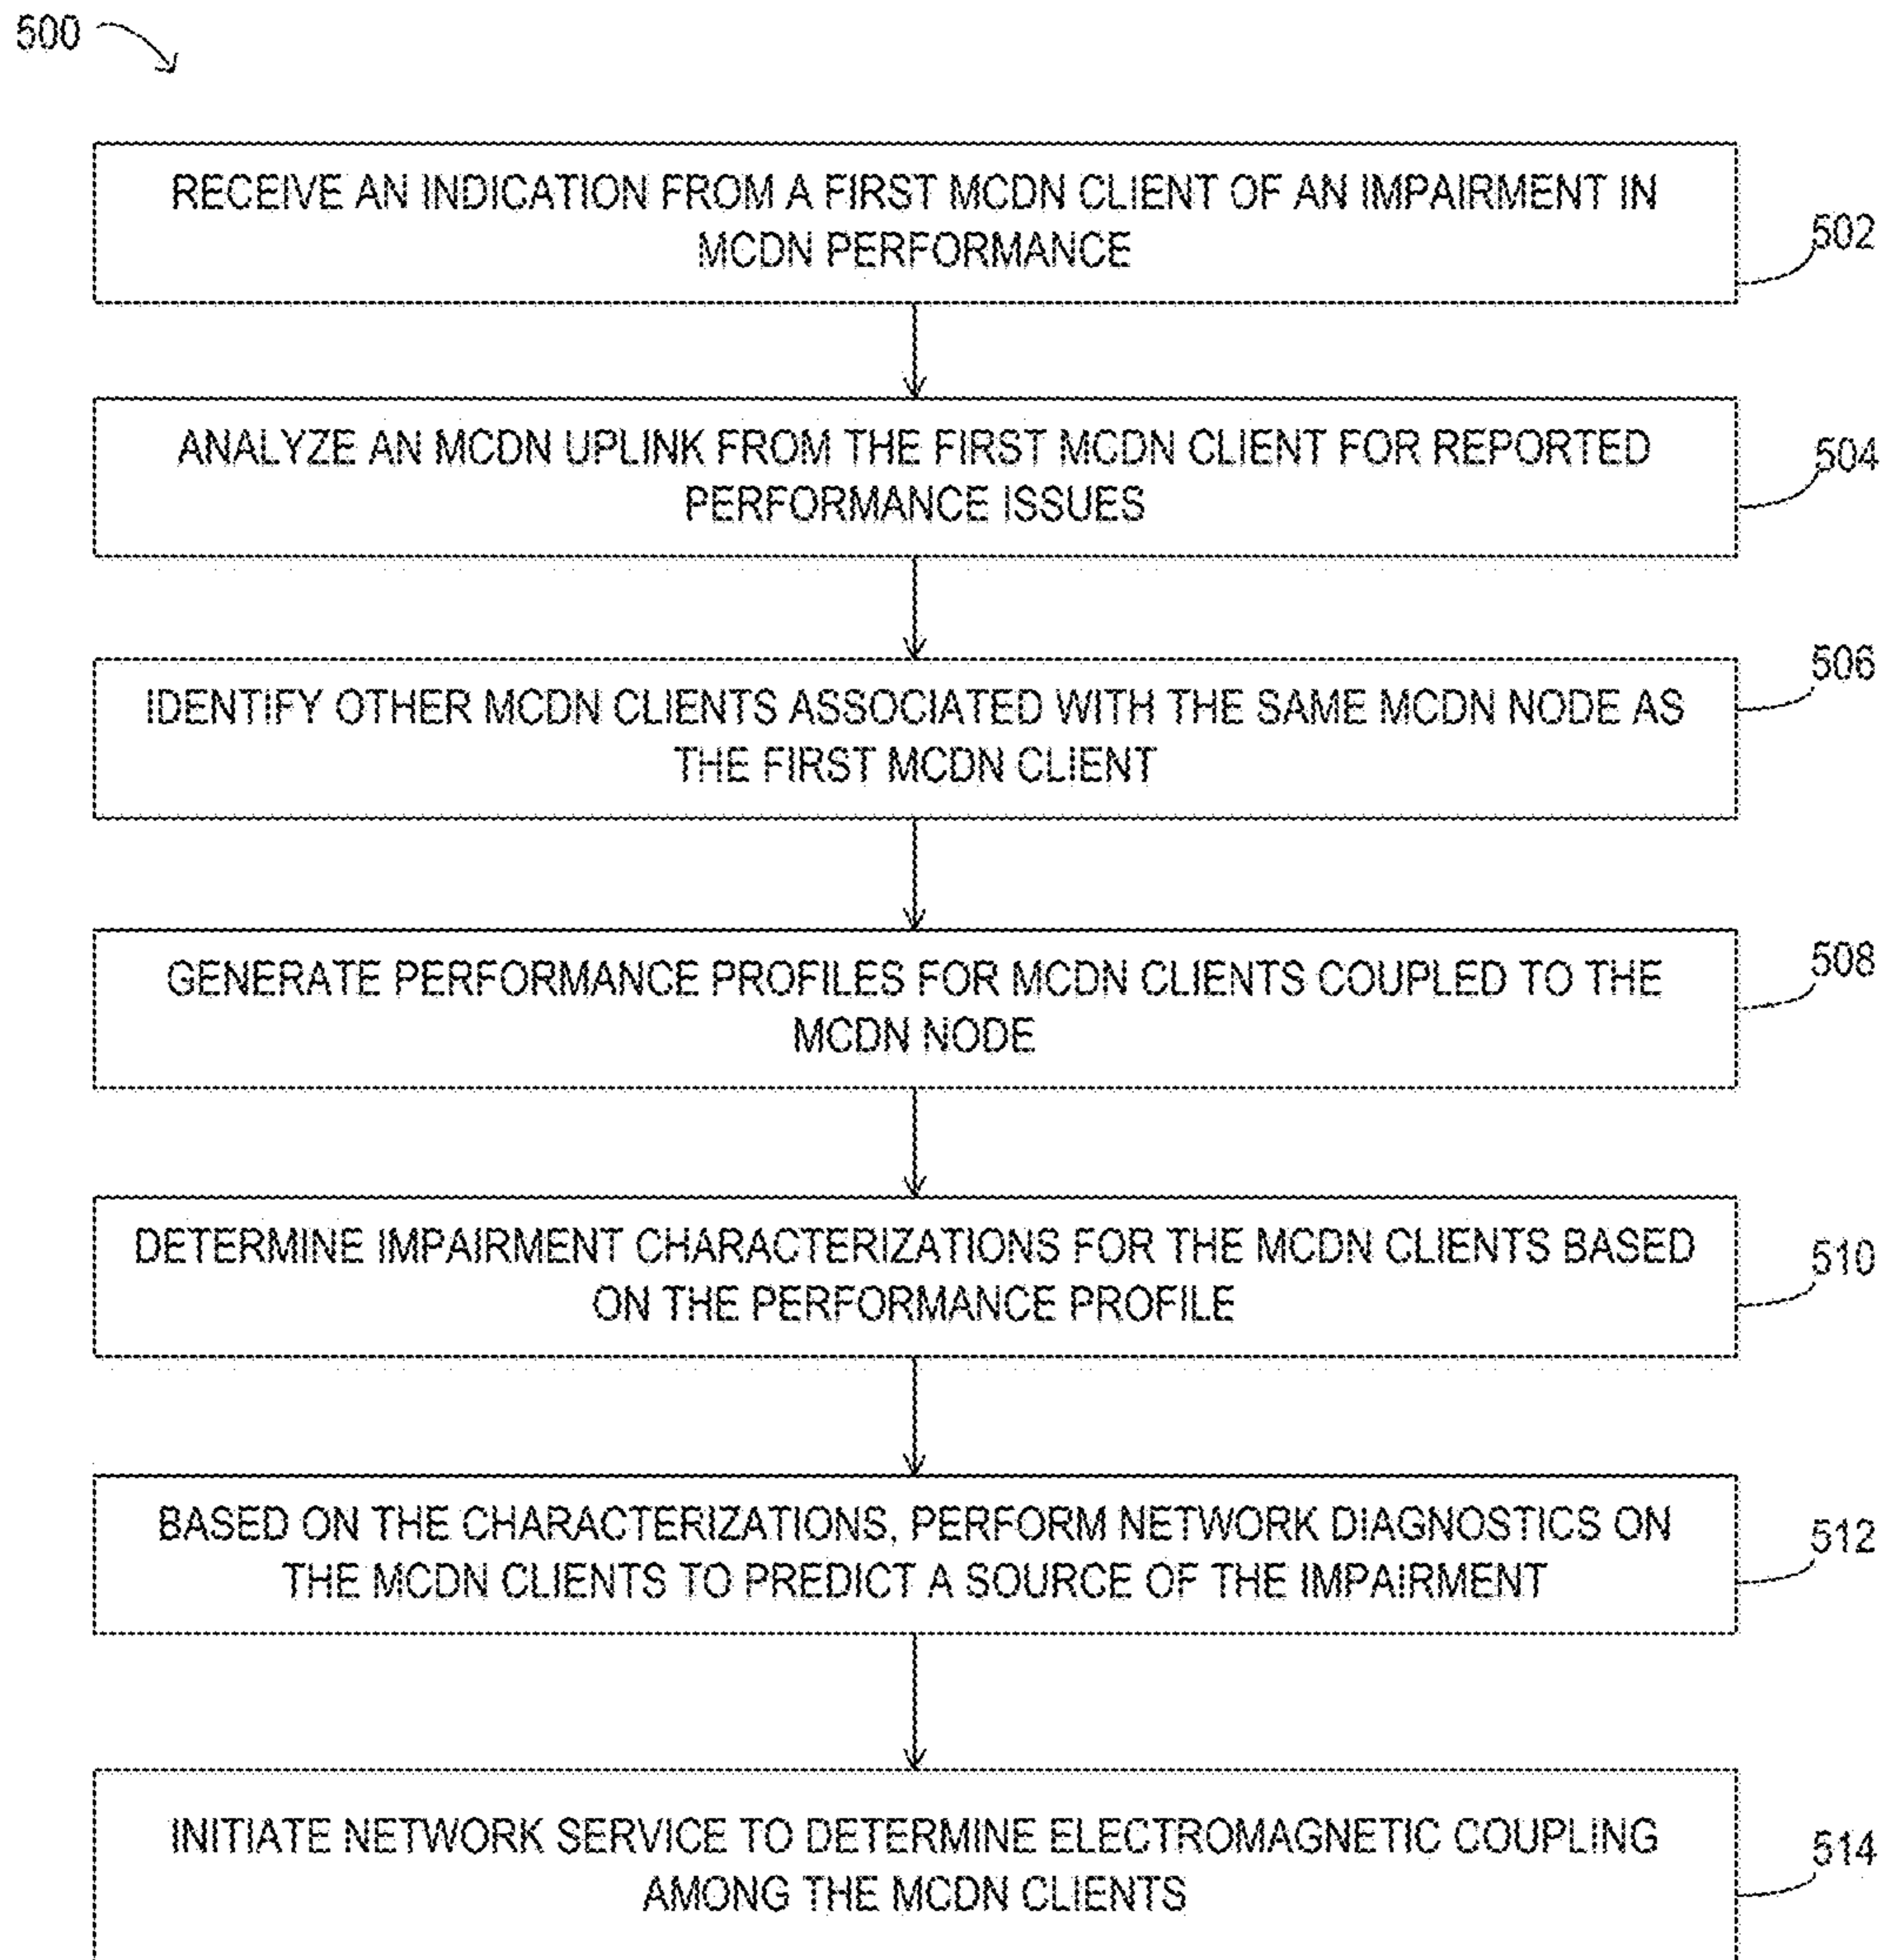 500
RECEIVE AN INDICATION FROM A FIRST MCDN CLIENT OF AN IMPAIRMENT IN
MCDN PERFORMANCE
502
ANALYZE AN MCDN UPLINK FROM THE FIRST MCDN CLIENT FOR REPORTED
PERFORMANCE ISSUES
504
IDENTIFY OTHER MCDN CLIENTS ASSOCIATED WITH THE SAME MCDN NODE AS
THE FIRST MCDN CLIENT
506
GENERATE PERFORMANCE PROFILES FOR MCDN CLIENTS COUPLED TO THE
MCDN NODE
508
DETERMINE IMPAIRMENT CHARACTERIZATIONS FOR THE MCDN CLIENTS BASED
ON THE PERFORMANCE PROFILE
510
BASED ON THE CHARACTERIZATIONS, PERFORM NETWORK DIAGNOSTICS ON
THE MCDN CLIENTS TO PREDICT A SOURCE OF THE IMPAIRMENT
512
INITIATE NETWORK SERVICE TO DETERMINE ELECTROMAGNETIC COUPLING
AMONG THE MCDN CLIENTS
514